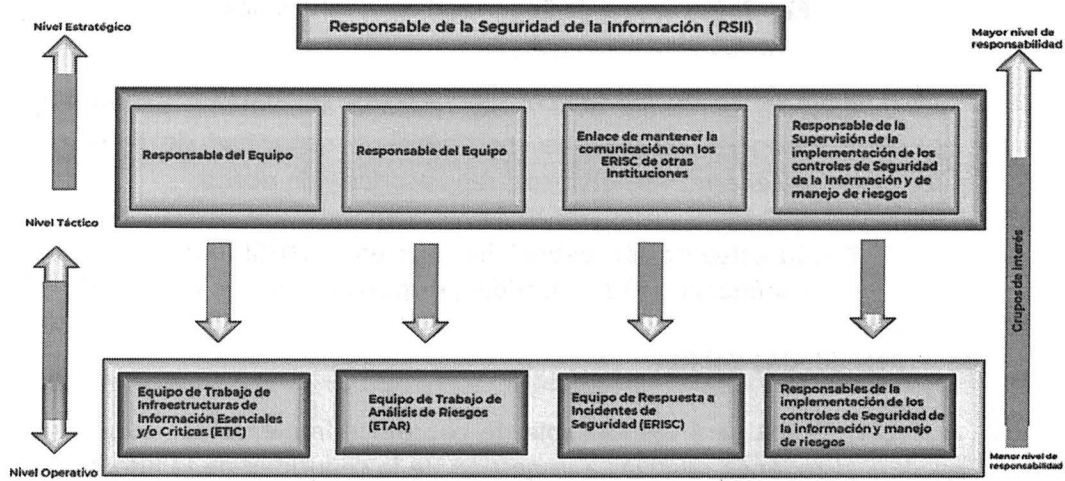 Nivel Estratégico
Responsable de la Seguridad de la Información ( RSII)
Mayor nivel de
responsabilidad
Responsable del Equipo
Responsable del Equipo
Enlace de mantener la
comunicación con los
ERISC de otras
Instituciones
Responsable de la
Supervisión de la
implementación de los
controles de Seguridad
de la Información y de
manejo de riesgos
Nivel Táctico
Grupos de Interés
Equipo de Trabajo de
Infraestructuras de
Información Esenciales
y/o Criticas (ETIC)
Equipo de Trabajo de
Análisis de Riesgos
(ETAR)
Equipo de Respuesta a
Incidentes de
Seguridad (ERISC)
Responsables de la
implementación de los
controles de Seguridad de
la información y manejo
de riesgos
Nivel Operativo
Menor nivel de
responsabilidad